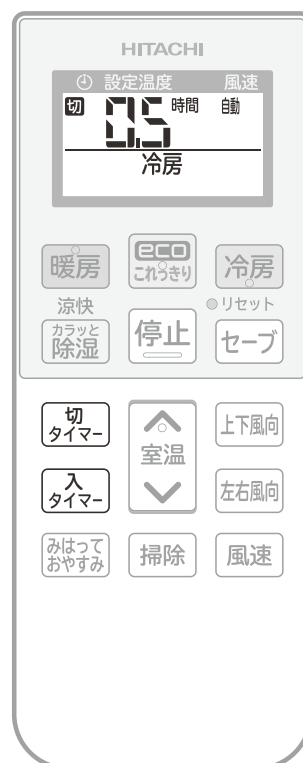 HITACHI
設定温度 風速
切 0.5 時間 自動
冷房
暖房 eco これっきり 冷房
涼快 リセット
カラッと 除湿 停止 セーブ
切タイマー 上下風向
室温
入タイマー 左右風向
みはっておやすみ 掃除 風速